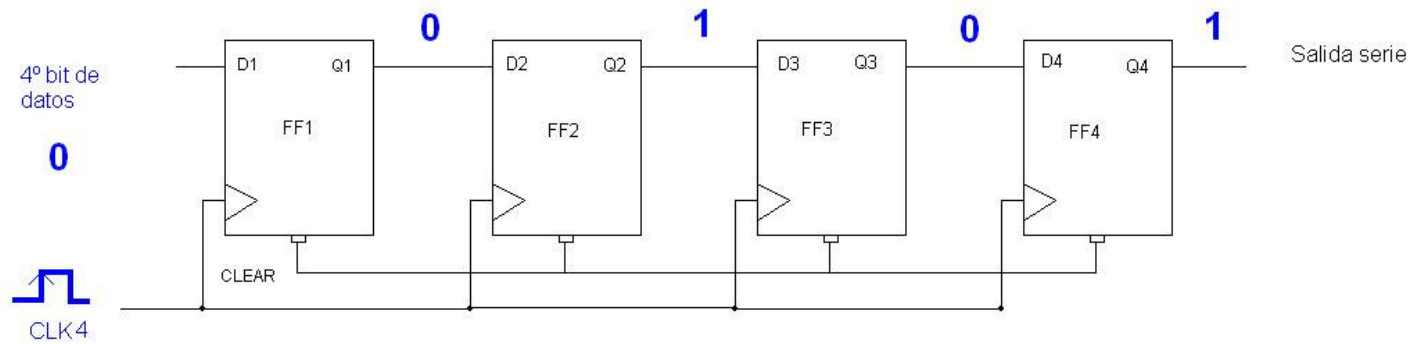 0
1
0
1
Salida serie
4º bit de
datos
0
D1
Q1
FF1
D2
Q2
FF2
D3
Q3
FF3
D4
Q4
FF4
CLEAR
CLK4